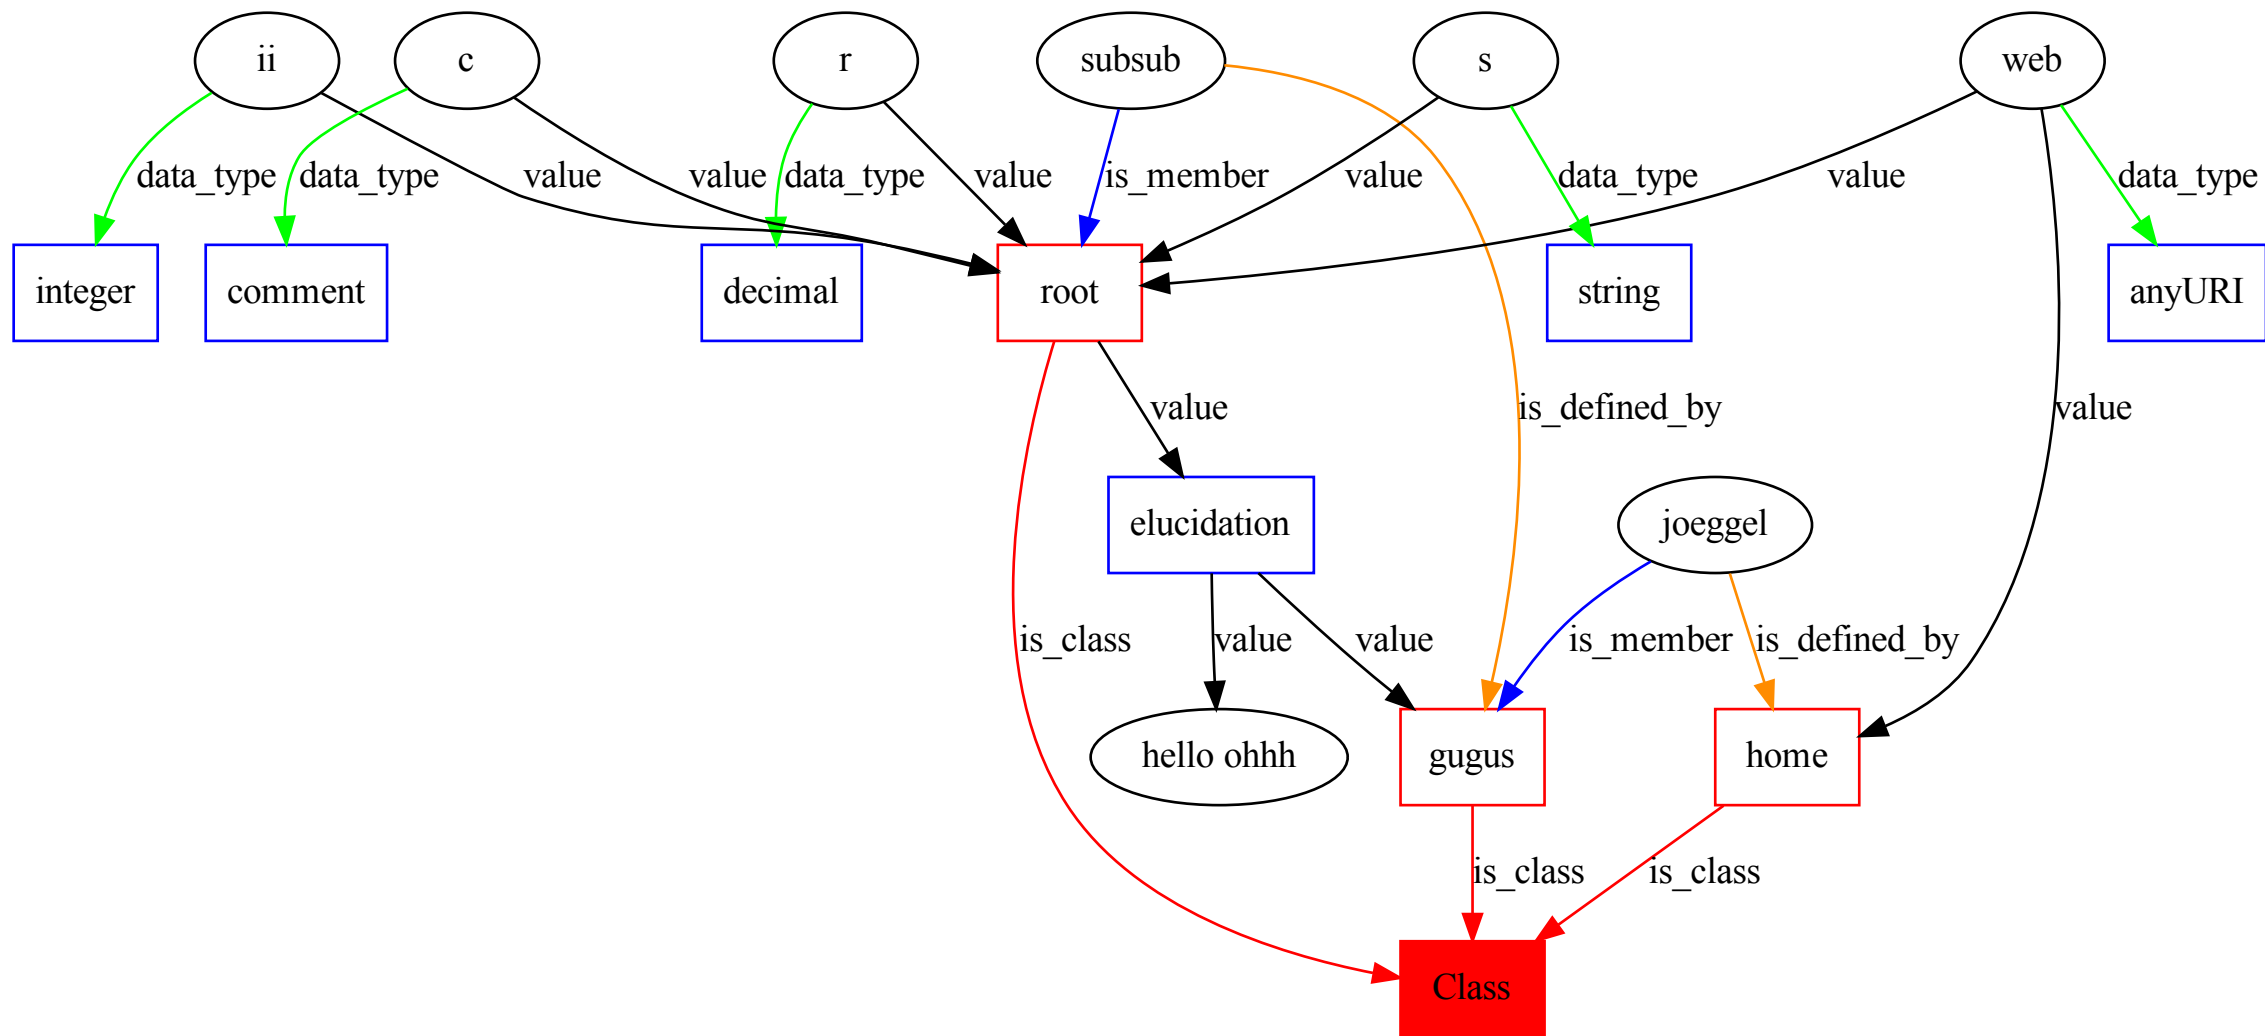 ii
c
r
subsub
s
web
data_type
data_type
value
value
data_type
value
is_member
value
data_type
value
data_type
integer
comment
decimal
root
string
anyURI
value
is_defined_by
value
elucidation
joeggel
is_class
value
value
is_member
is_defined_by
hello ohhh
gugus
home
is_class
is_class
Class